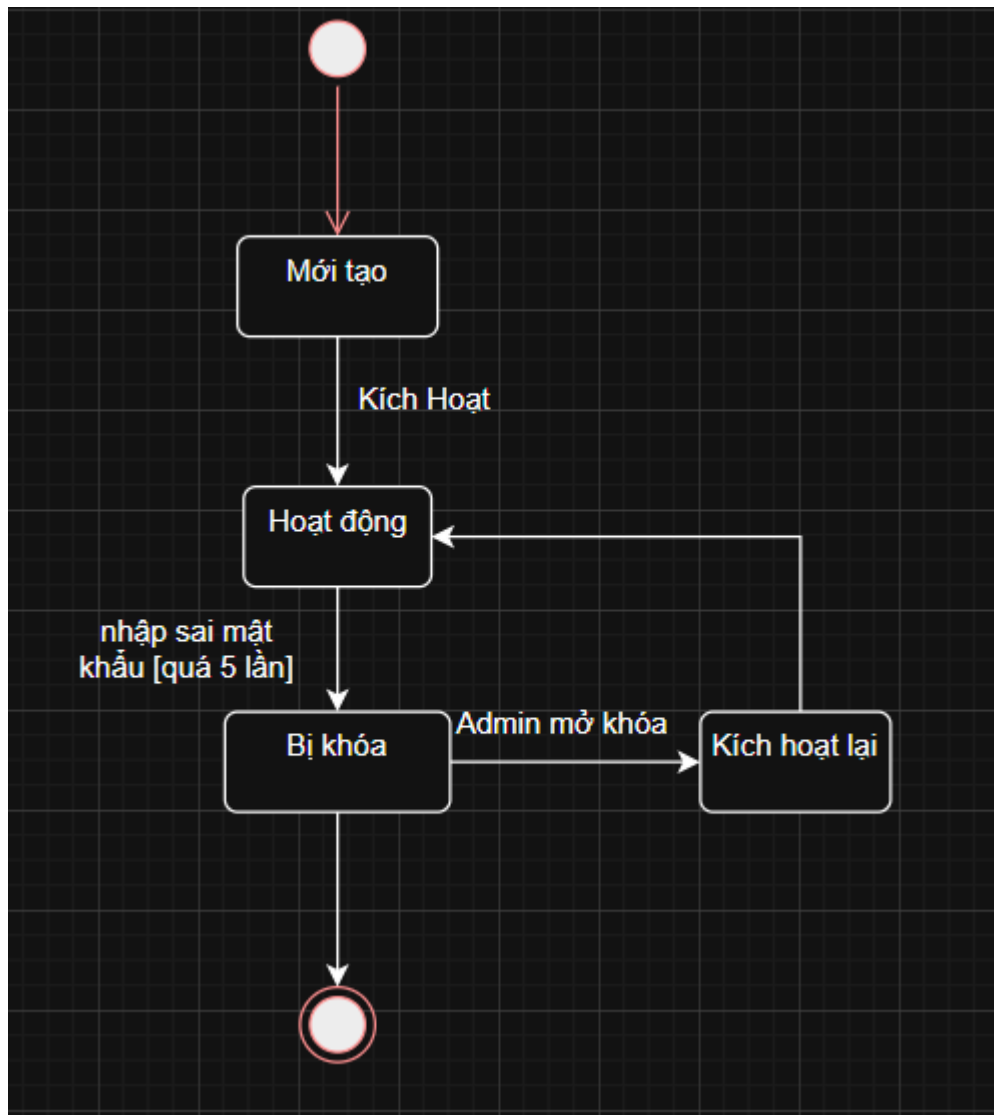 Mới tạo
Kích Hoạt
Hoạt động
nhập sai mật
khẩu [quá 5 lần]
Bị khóa
Admin mở khóa
Kích hoạt lại